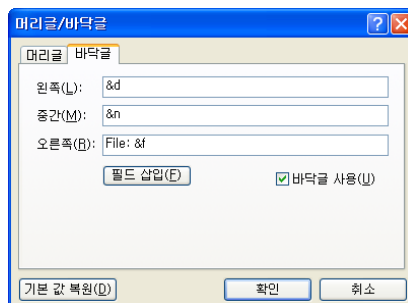 머리글/바닥글
머리글 바닥글
왼쪽(L): &d
중간(M): &n
오른쪽(R): File: &f
필드 삽입(F) 바닥글 사용(U)
기본 값 복원(D) 확인 취소